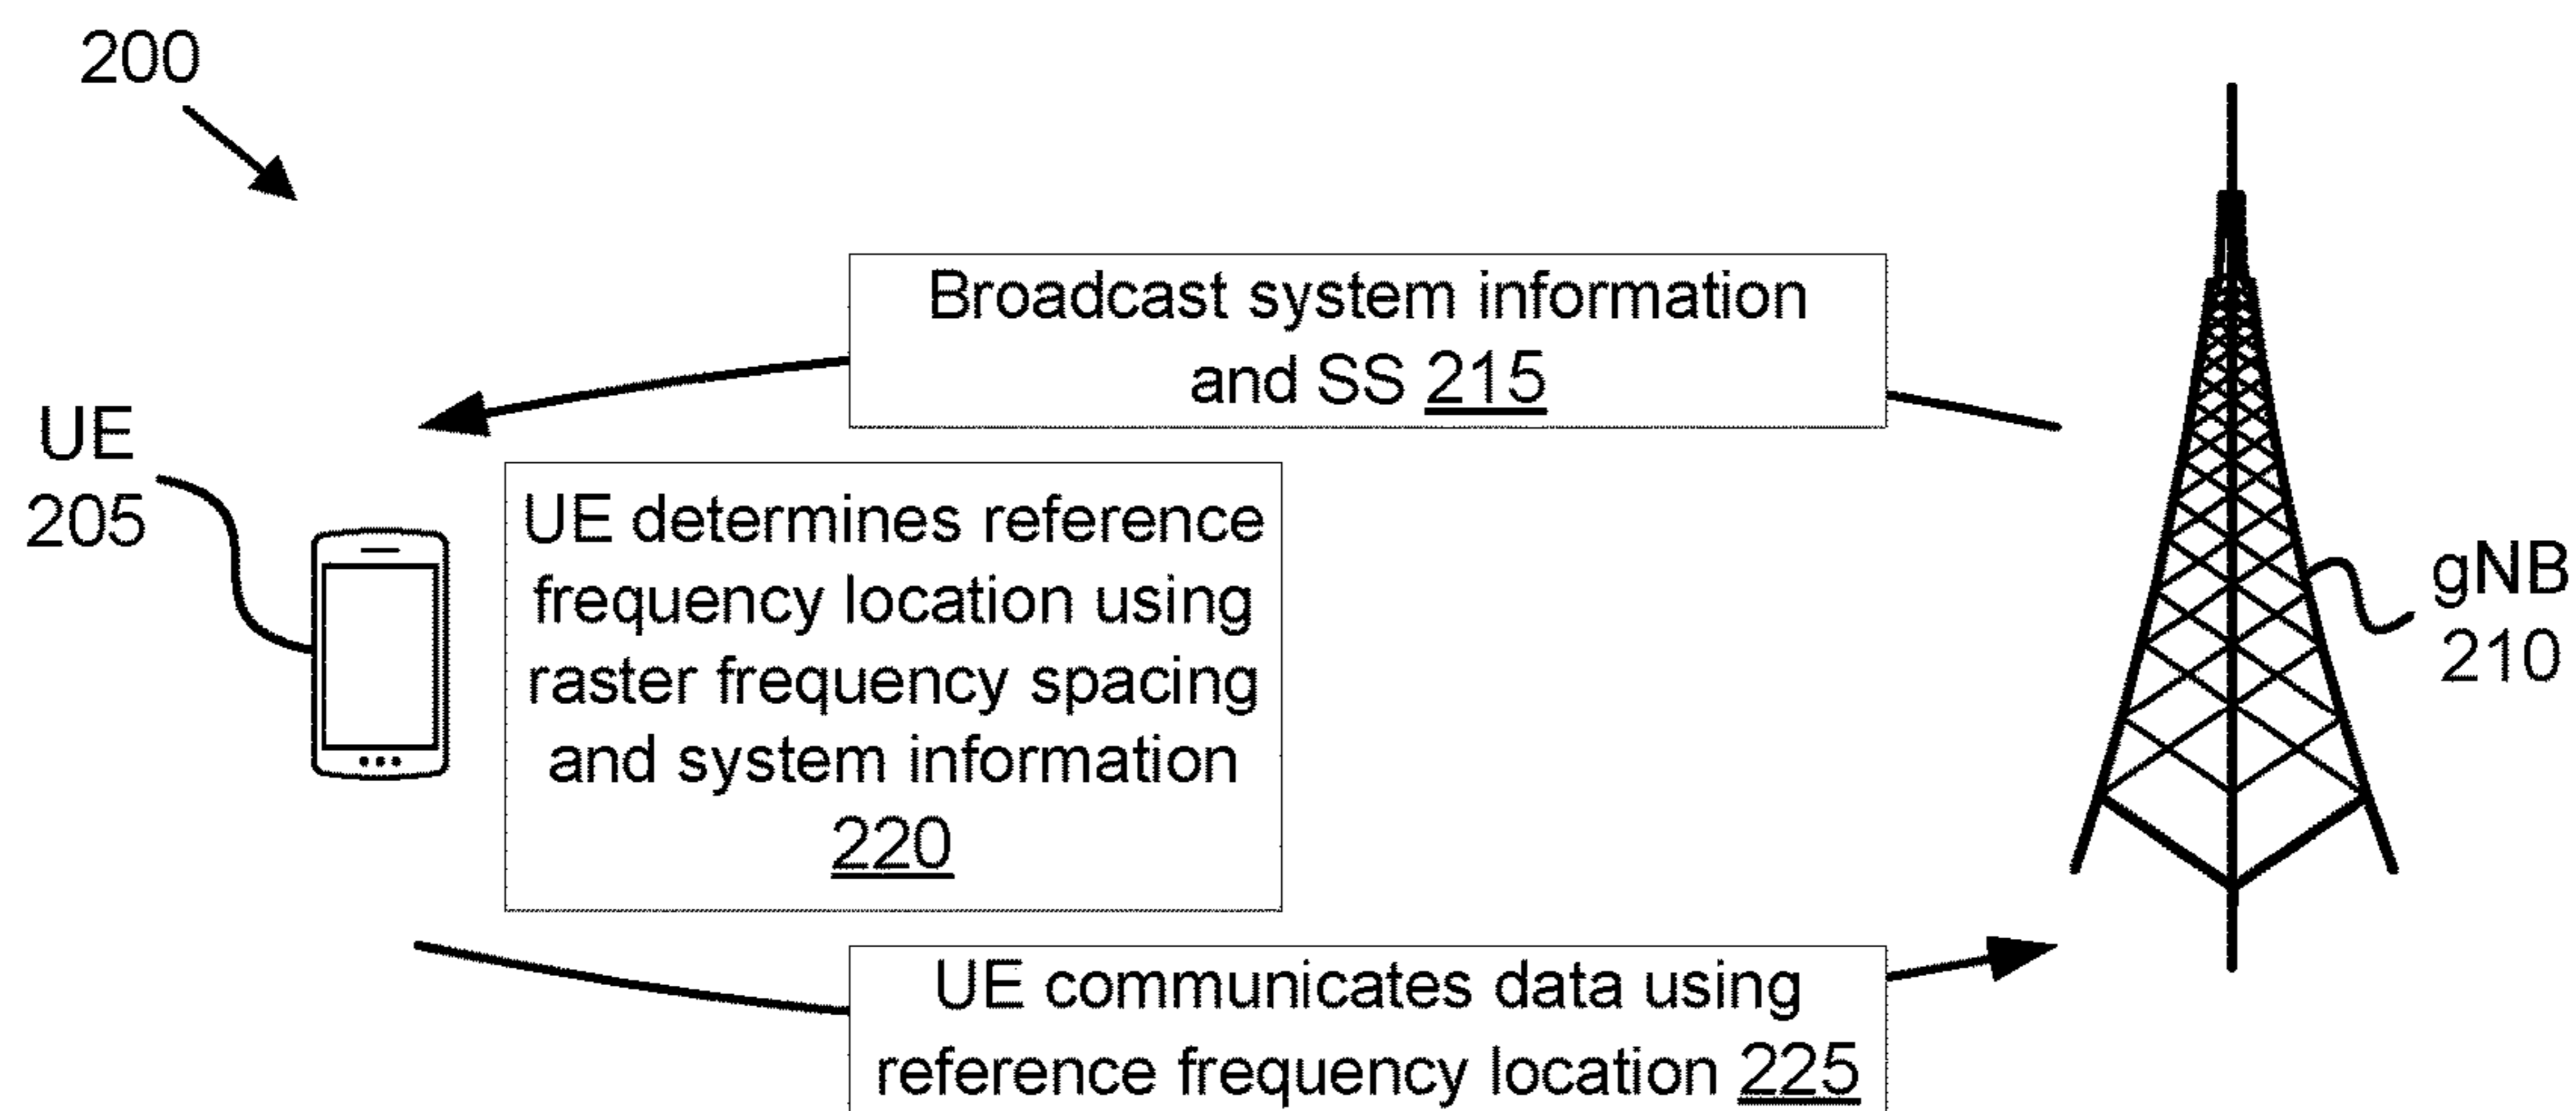 200
Broadcast system information
and SS 215
UE
205
UE determines reference
frequency location using
raster frequency spacing
and system information
220
gNB
210
UE communicates data using
reference frequency location 225